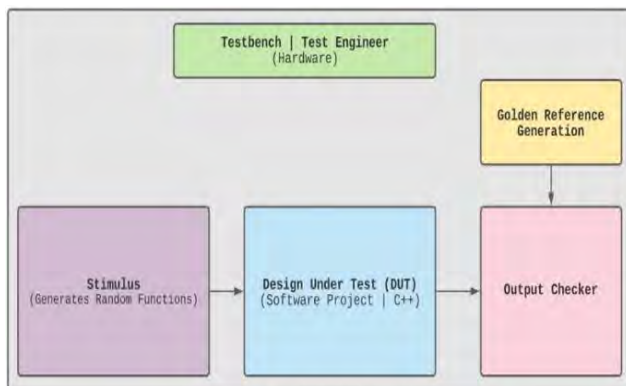 Testbench | Test Engineer
(Hardware)
Golden Reference
Generation
Stimulus
(Generates Random Functions)
Design Under Test (DUT)
(Software Project | C++)
Output Checker